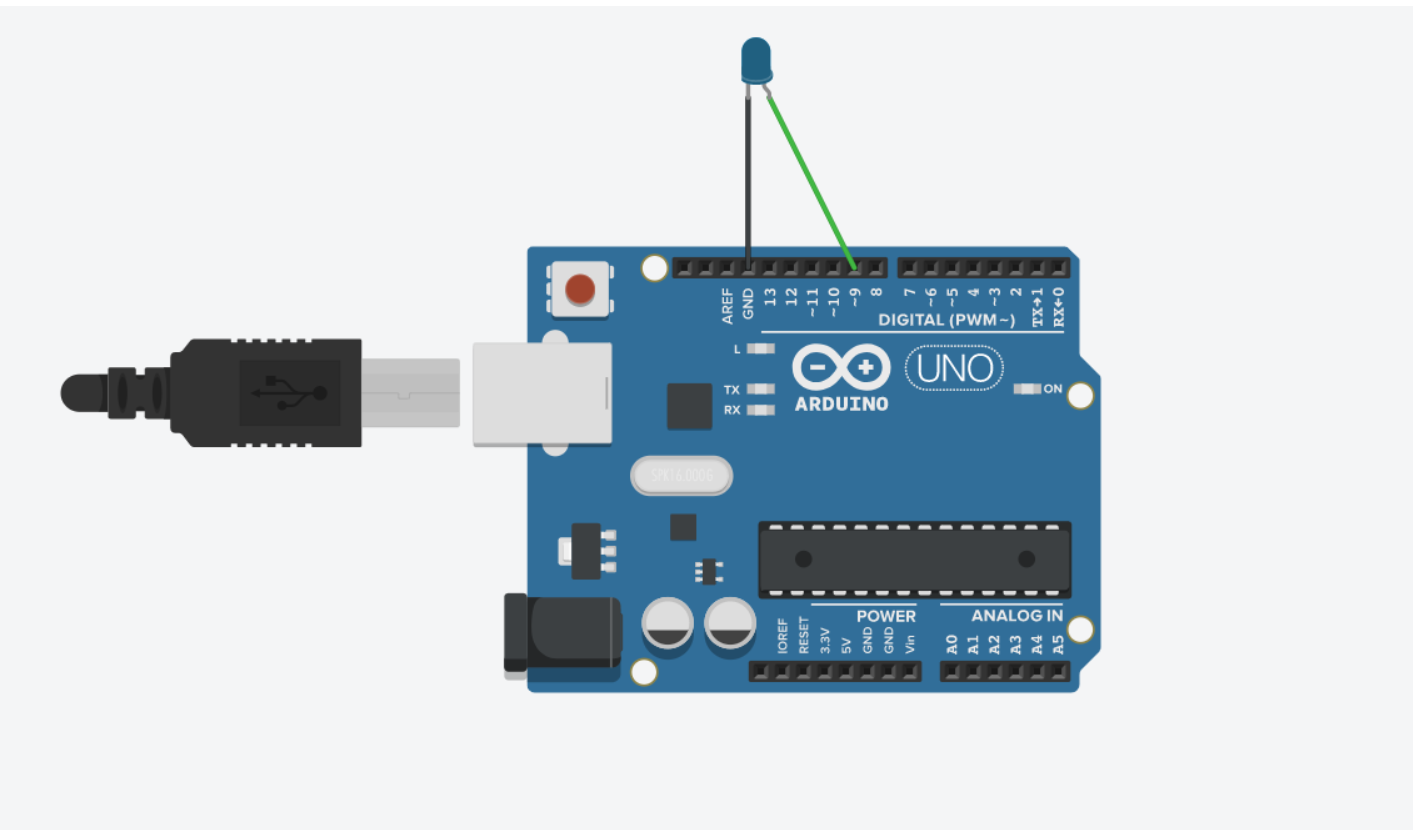 AREF
GND
13
12
~11
~10
~9
8
7
~6
~5
4
~3
2
TX→1
RX←0
DIGITAL (PWM~)
L
TX
RX
ARDUINO
UNO
ON
POWER
ANALOG IN
IOREF
RESET
3.3V
5V
GND
GND
Vin
A0
A1
A2
A3
A4
A5